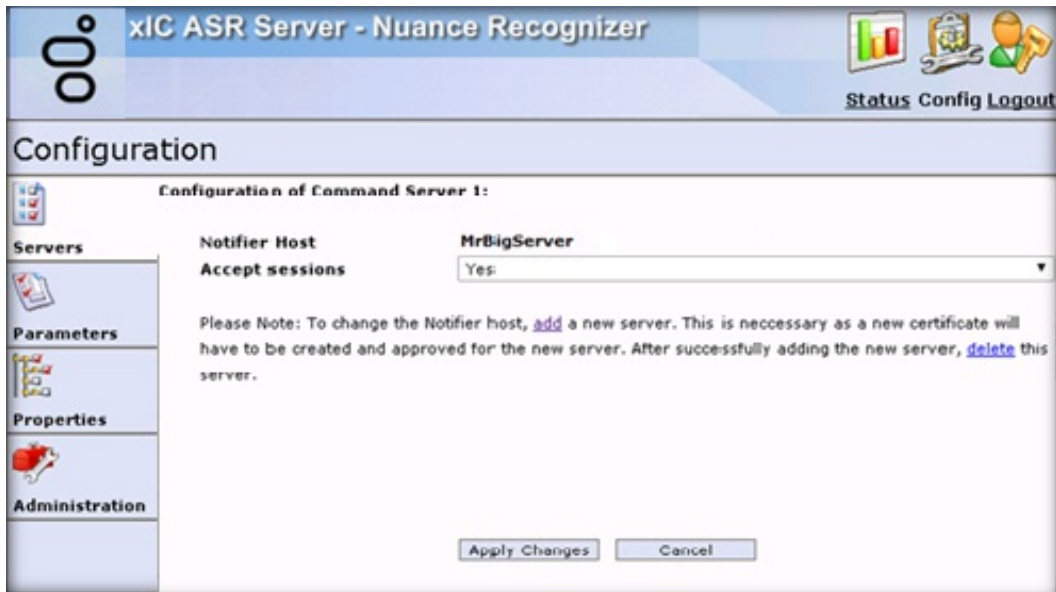 xIC ASR Server - Nuance Recognizer
Status Config Logout
Configuration
Configuration of Command Server 1:
Servers
Notifier Host MrBigServer
Accept sessions Yes
Please Note: To change the Notifier host, add a new server. This is neccessary as a new certificate will
Parameters
have to be created and approved for the new server. After successfully adding the new server, delete this
server.
Properties
Administration
Apply Changes Cancel